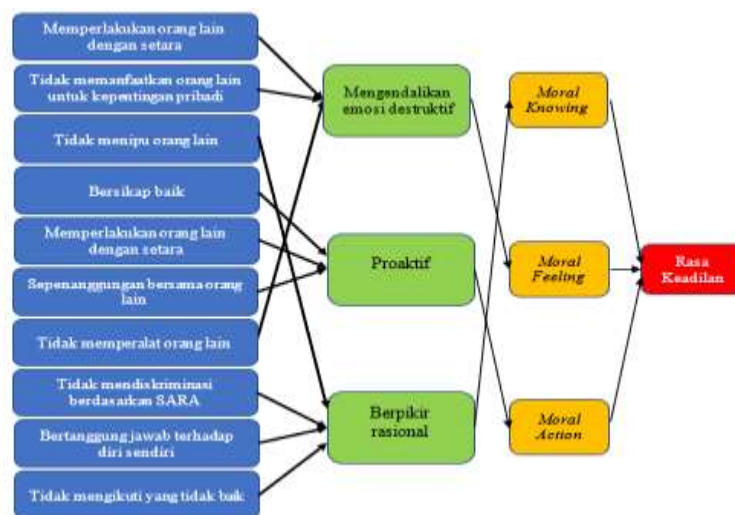 Memperlakukan orang lain
dengan setara
Tidak memanfaatkan orang lain
untuk kepentingan pribadi
Tidak menipu orang lain
Bersikap baik
Memperlakukan orang lain
dengan setara
Sepenanggungan bersama orang
lain
Tidak memperalat orang lain
Tidak mendiskriminasi
berdasarkan SARA
Bertanggung jawab terhadap
diri sendiri
Tidak mengikuti yang tidak baik
Mengendalikan
emosi destruktif
Proaktif
Berpikir
rasional
Moral
Knowing
Moral
Feeling
Moral
Action
Rasa
Keadilan